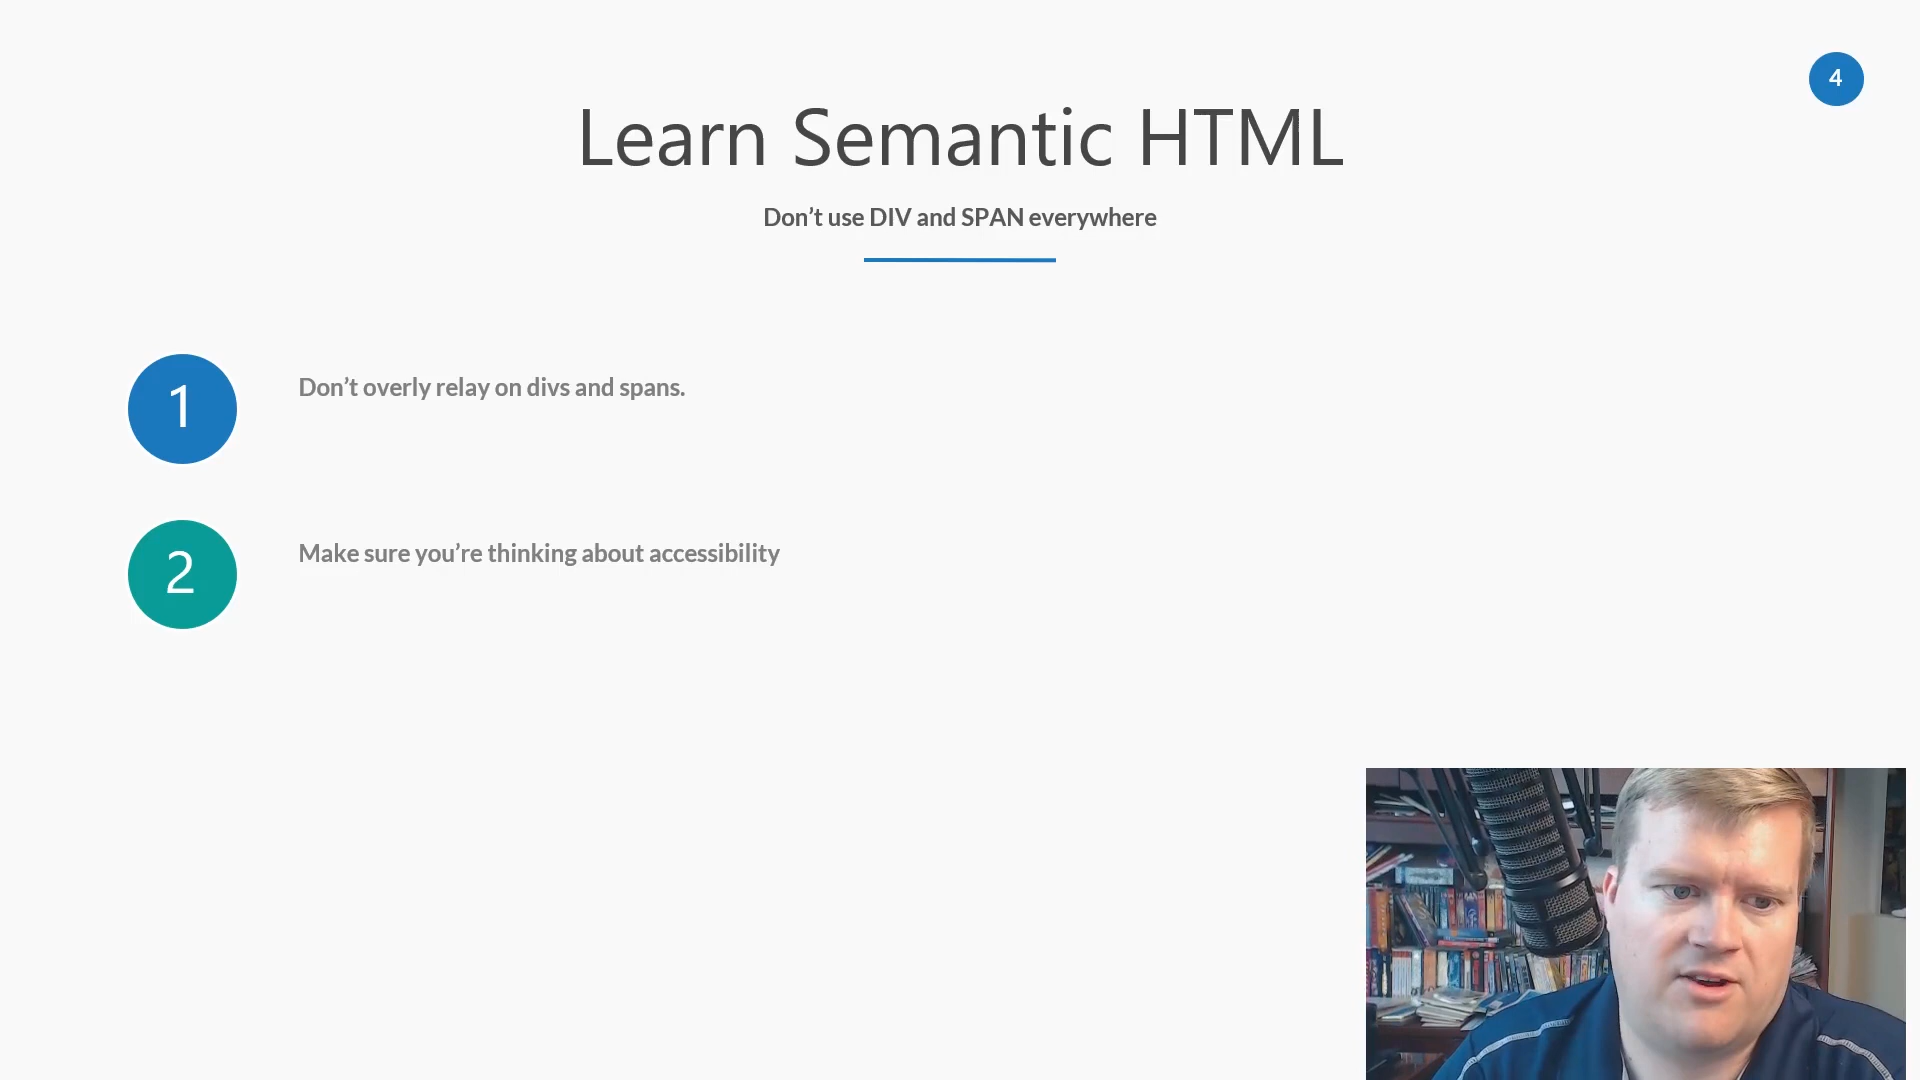 4
Learn Semantic HTML
Don’t use DIV and SPAN everywhere
1
Don’t overly relay on divs and spans.
2
Make sure you’re thinking about accessibility